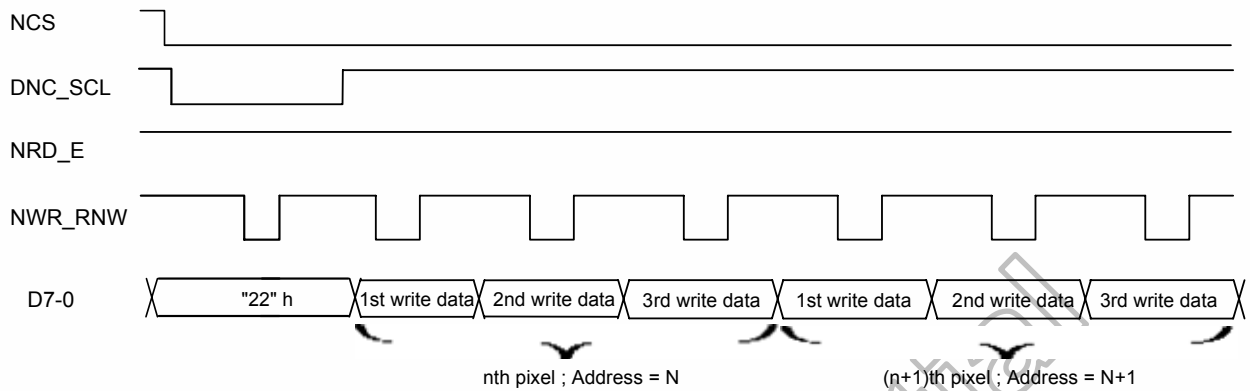 NCS
DNC_SCL
NRD_E
NWR_RNW
D7-0 "22" h 1st write data 2nd write data 3rd write data 1st write data 2nd write data 3rd write data
nth pixel ; Address = N (n+1)th pixel ; Address = N+1